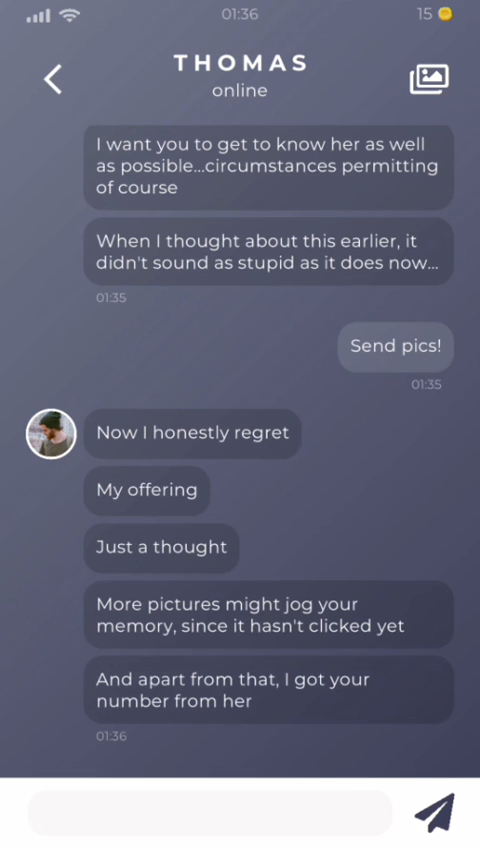 01:36
15
THOMAS
online
I want you to get to know her as well
as possible...circumstances permitting
of course
When I thought about this earlier, it
didn't sound as stupid as it does now...
01:35
Send pics!
01:35
Now I honestly regret
My offering
Just a thought
More pictures might jog your
memory, since it hasn't clicked yet
And apart from that, I got your
number from her
01:36